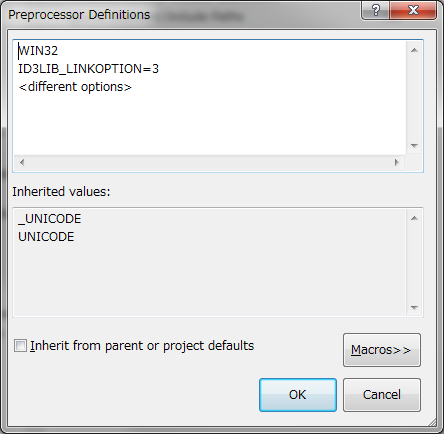 Preprocessor Definitions
WIN32
ID3LIB_LINKOPTION=3
<different options>
Inherited values:
_UNICODE
UNICODE
Inherit from parent or project defaults
Macros>>
OK
Cancel